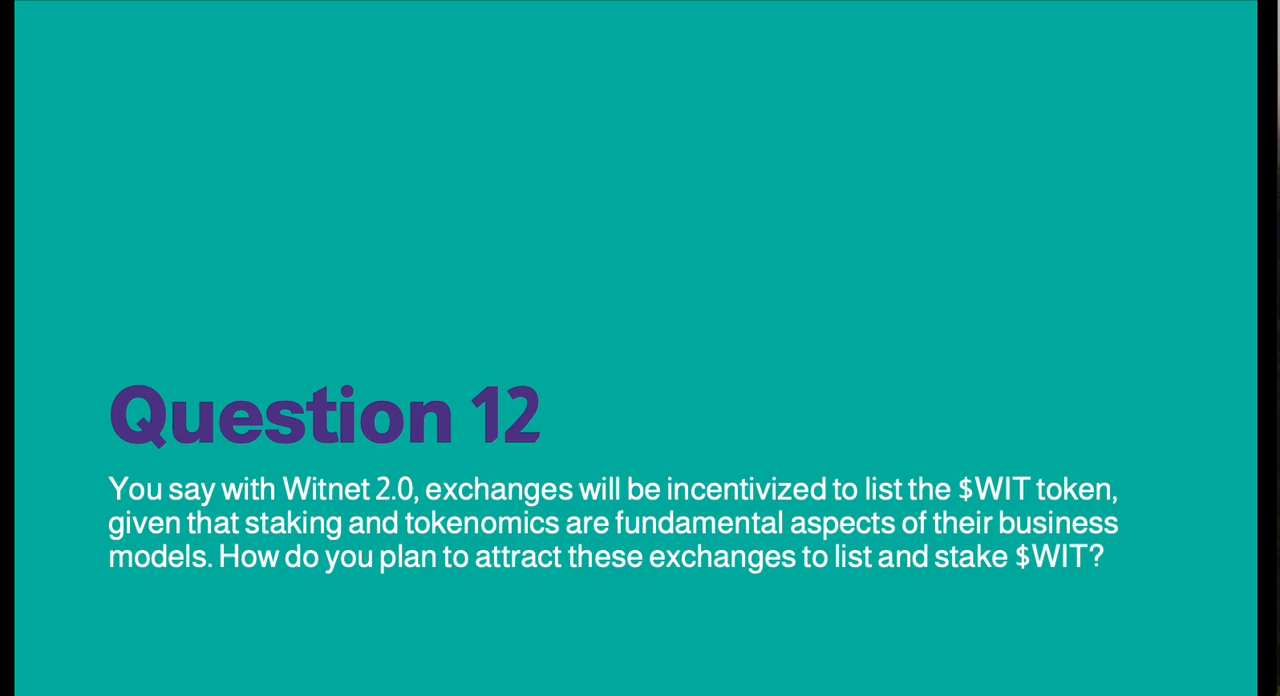 Question 12
You say with Witnet 2.0, exchanges will be incentivized to list the $WIT token,
given that staking and tokenomics are fundamental aspects of their business
models. How do you plan to attract these exchanges to list and stake $WIT?